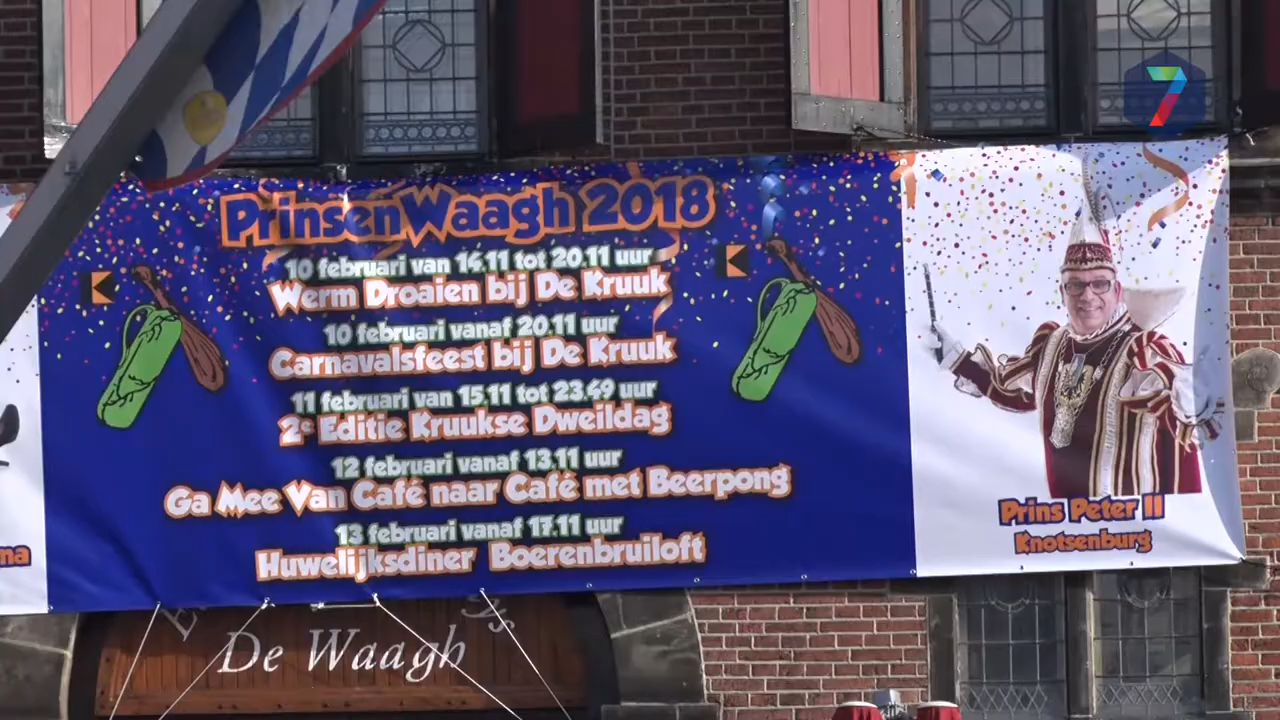 7
PrinsenWaagh 2018
10 februari van 14.11 tot 20.11 uur
Werm Droaien bij De Kruuk
10 februari vanaf 20.11 uur
Carnavalsfeest bij De Kruuk
11 februari van 15.11 tot 23.49 uur
2e Editie Kruukse Dweildag
12 februari vanaf 13.11 uur
Ga Mee Van Café naar Café met Beerpong
13 februari vanaf 17.11 uur
Huwelijksdiner Boerenbruiloft
Prins Peter II
Knotsenburg
De Waagh